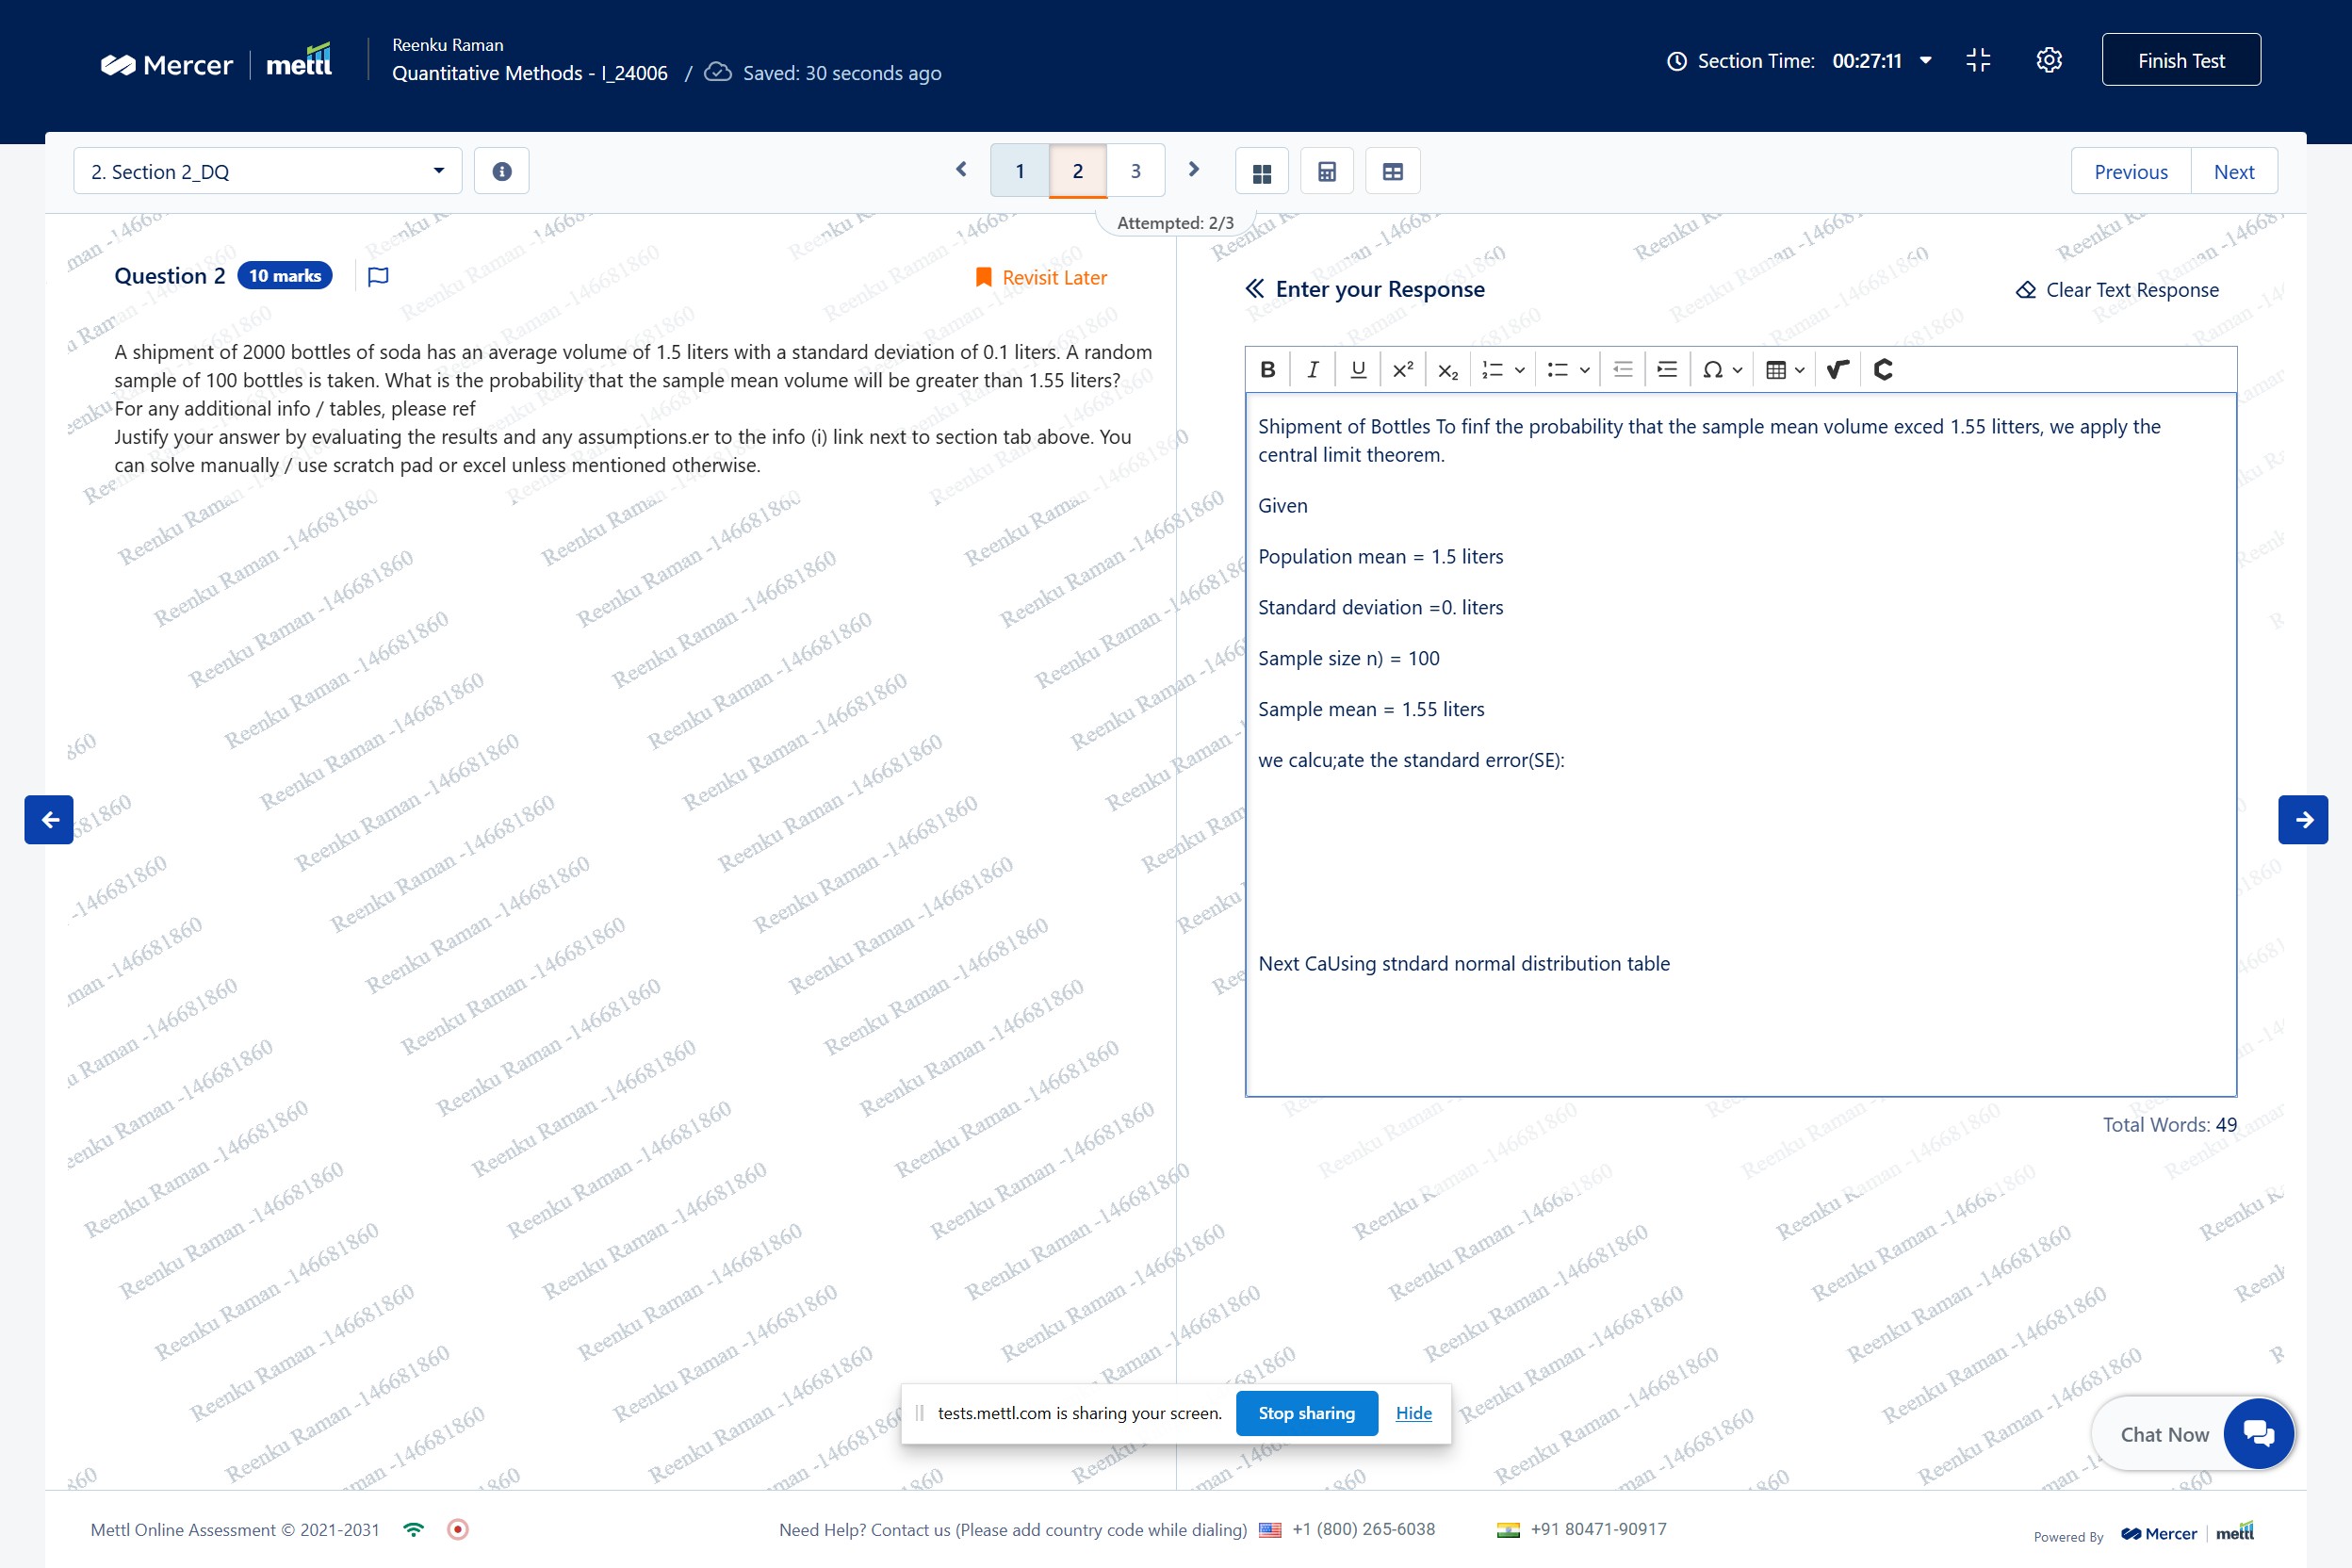 Mercer | mettl
Reenku Raman
Quantitative Methods - I_24006 / Saved: 30 seconds ago
Section Time: 00:27:11
Finish Test
2. Section 2_DQ
1 2 3
Previous Next
Attempted: 2/3
Question 2 10 marks
Revisit Later
A shipment of 2000 bottles of soda has an average volume of 1.5 liters with a standard deviation of 0.1 liters. A random
sample of 100 bottles is taken. What is the probability that the sample mean volume will be greater than 1.55 liters?
For any additional info / tables, please ref
Justify your answer by evaluating the results and any assumptions.er to the info (i) link next to section tab above. You
can solve manually / use scratch pad or excel unless mentioned otherwise.
Enter your Response
Clear Text Response
Shipment of Bottles To finf the probability that the sample mean volume exced 1.55 litters, we apply the
central limit theorem.
Given
Population mean = 1.5 liters
Standard deviation =0. liters
Sample size n) = 100
Sample mean = 1.55 liters
we calcu;ate the standard error(SE):
Next CaUsing stndard normal distribution table
Total Words: 49
Reenku Raman -146681860
tests.mettl.com is sharing your screen. Stop sharing Hide
Chat Now
Mettl Online Assessment © 2021-2031
Need Help? Contact us (Please add country code while dialing) +1 (800) 265-6038 +91 80471-90917
Powered By Mercer | mettl